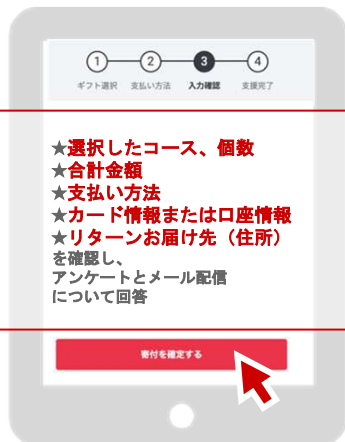 1 2 3 4
ギフト選択 支払い方法 入力確認 支援完了
★選択したコース、個数
★合計金額
★支払い方法
★カード情報または口座情報
★リターンお届け先（住所）
を確認し、
アンケートとメール配信
について回答
寄付を確定する